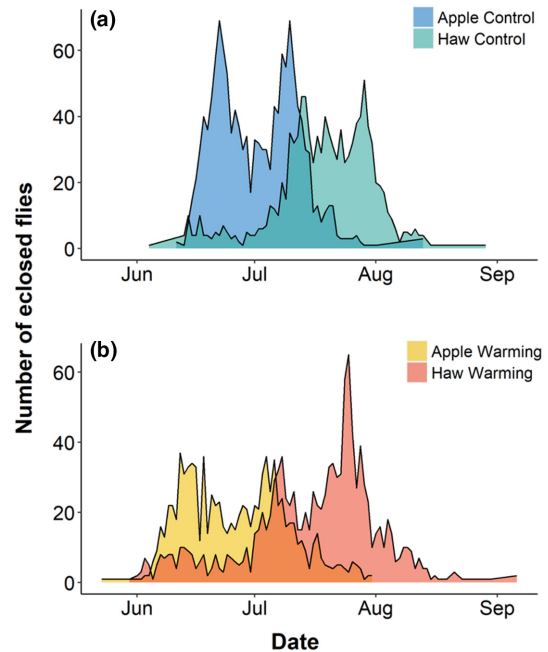 (a)
Apple Control
Haw Control
60
40
20
0
Jun
Jul
Aug
Sep
Number of eclosed flies
(b)
Apple Warming
Haw Warming
60
40
20
0
Jun
Jul
Aug
Sep
Date